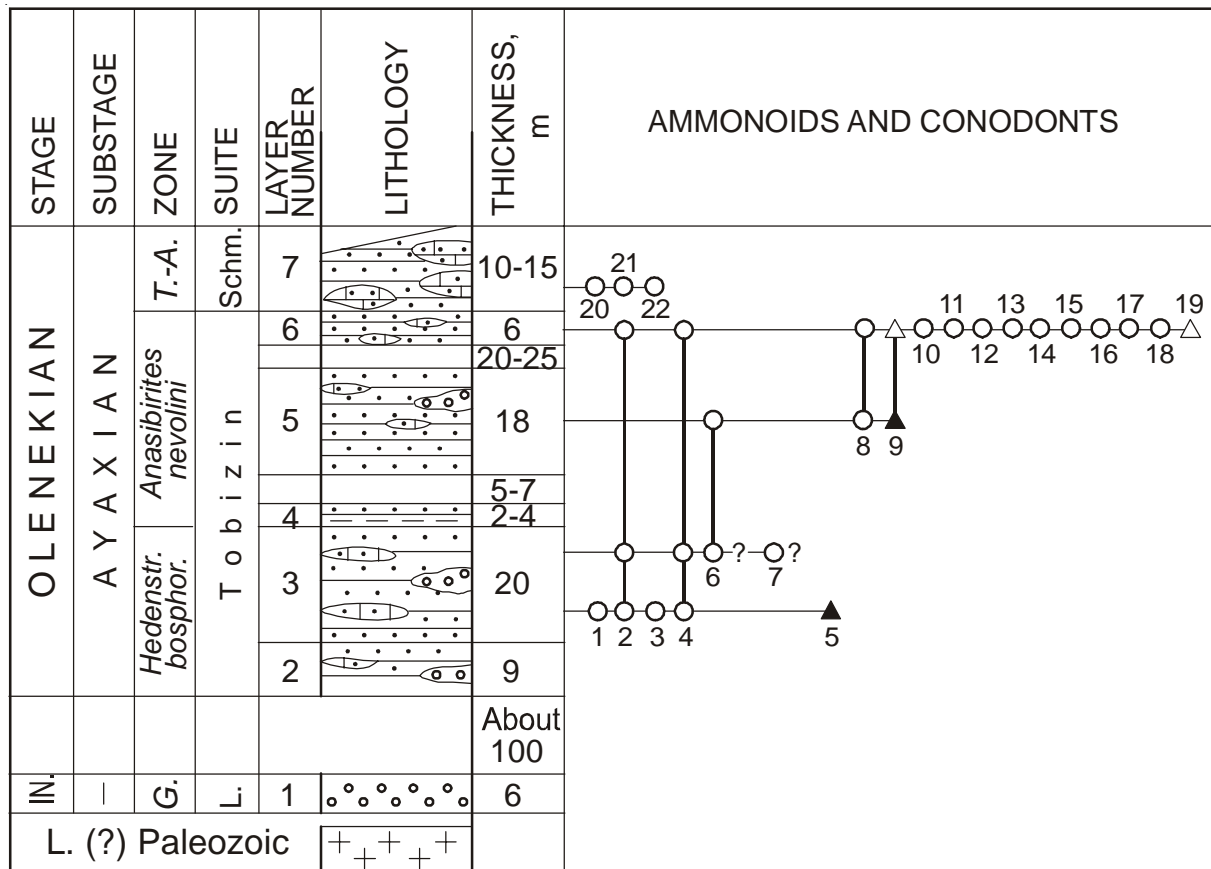 STAGE
SUBSTAGE
ZONE
SUITE
LAYER
NUMBER
LITHOLOGY
THICKNESS,
m
AMMONOIDS AND CONODONTS
OLENEKIAN
AYAXIAN
T.-A.
Schm.
7
10-15
21
20
22
Anasibirites
nevolini
Tobizin
6
6
11 13 15 17 19
10 12 14 16 18
20-25
5
18
8 9
5-7
4
2-4
Hedenstr.
bosphor.
3
20
6 ? 7 ?
1 2 3 4 5
2
9
About
100
IN.
—
G.
L.
1
6
L. (?) Paleozoic